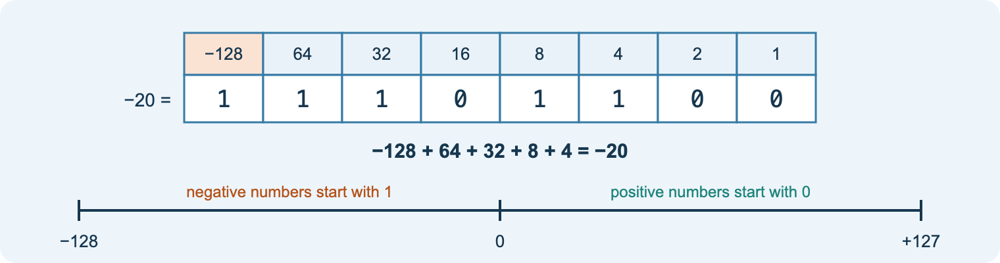 −128 64 32 16 8 4 2 1
−20 = 1 1 1 0 1 1 0 0
−128 + 64 + 32 + 8 + 4 = −20
negative numbers start with 1 positive numbers start with 0
−128 0 +127